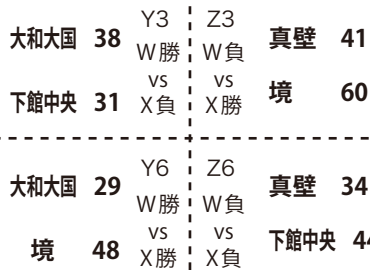 大和大国 38 Y3 W勝 vs X負 下館中央 31
Z3 W負 vs X勝 真壁 41 境 60
大和大国 29 Y6 W勝 vs X勝 境 48
Z6 W負 vs X負 真壁 34 下館中央 44